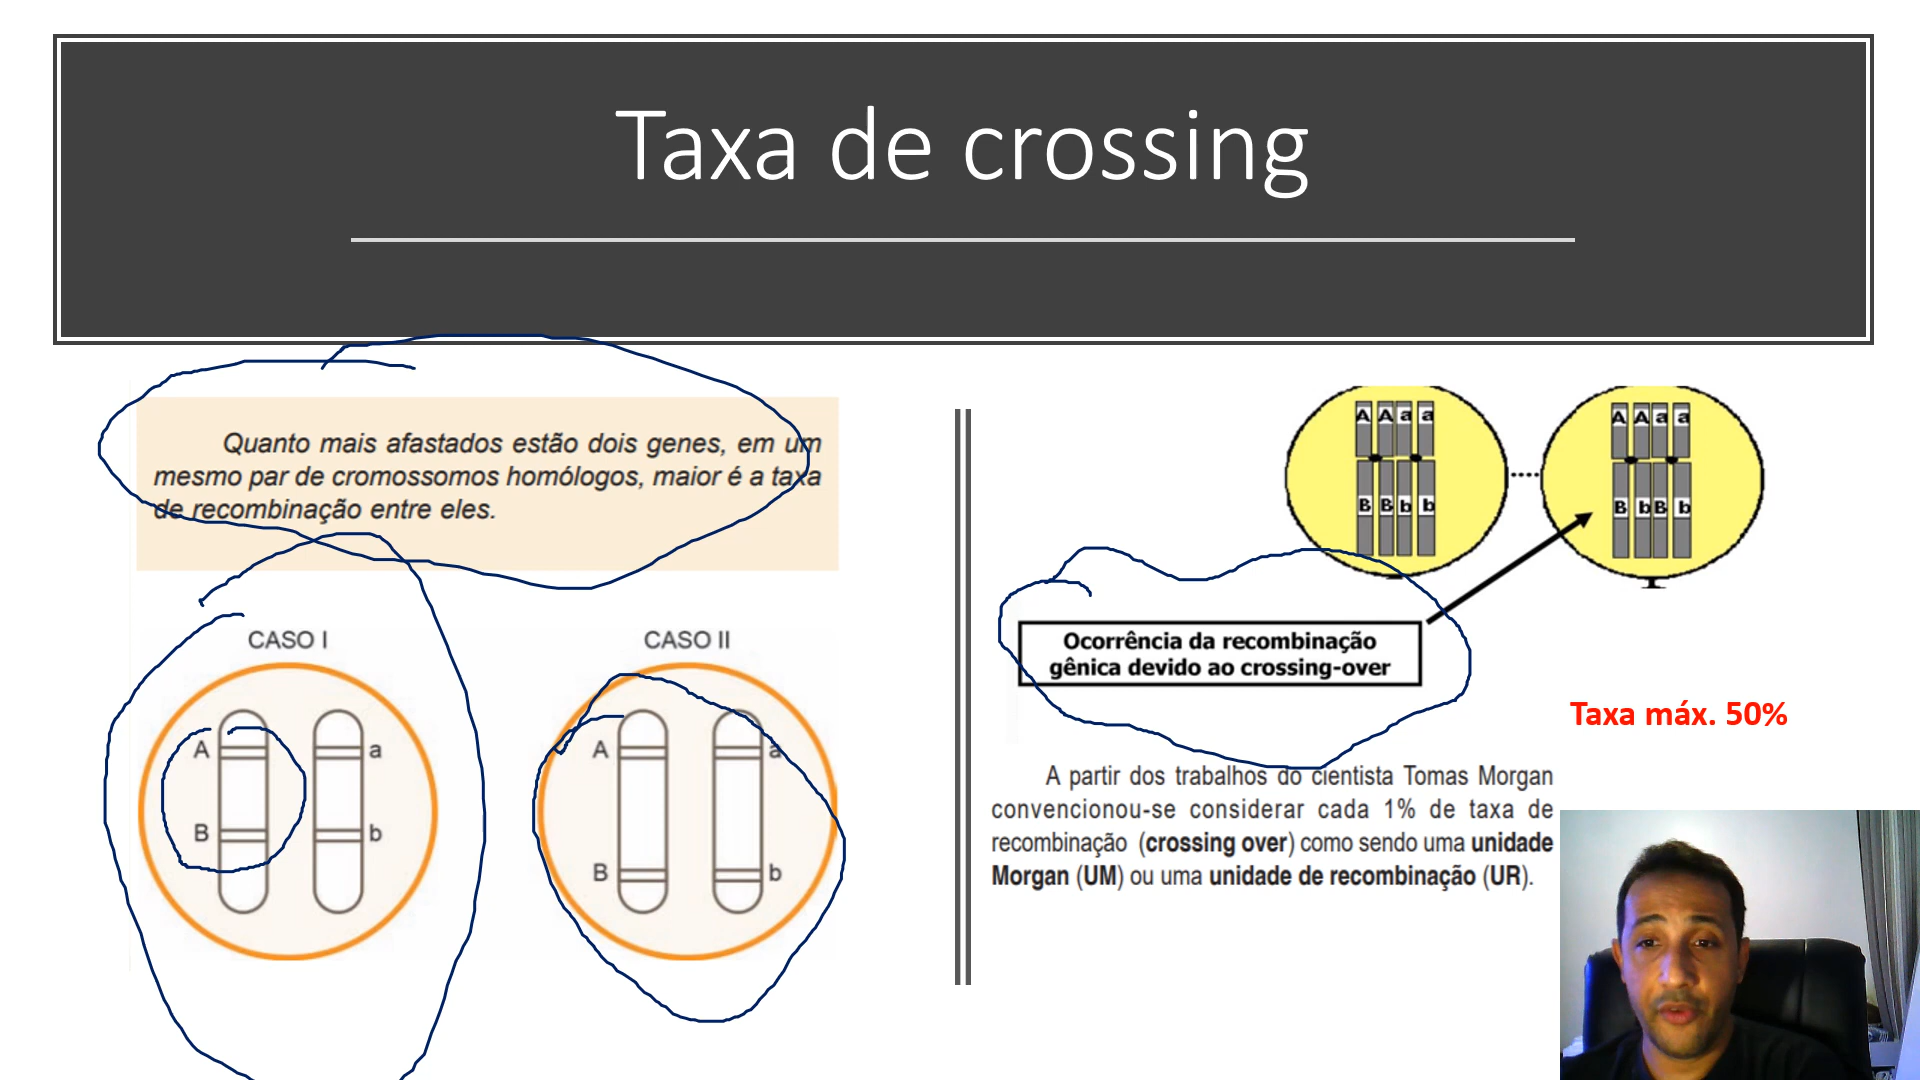 Taxa de crossing
Quanto mais afastados estão dois genes, em um
mesmo par de cromossomos homólogos, maior é a taxa
de recombinação entre eles.
CASO I
A
a
B
b
CASO II
A
a
B
b
A A a a
B B b b
A A a a
B b B b
Ocorrência da recombinação
gênica devido ao crossing-over
Taxa máx. 50%
A partir dos trabalhos do cientista Tomas Morgan
convencionou-se considerar cada 1% de taxa de
recombinação (crossing over) como sendo uma unidade
Morgan (UM) ou uma unidade de recombinação (UR).